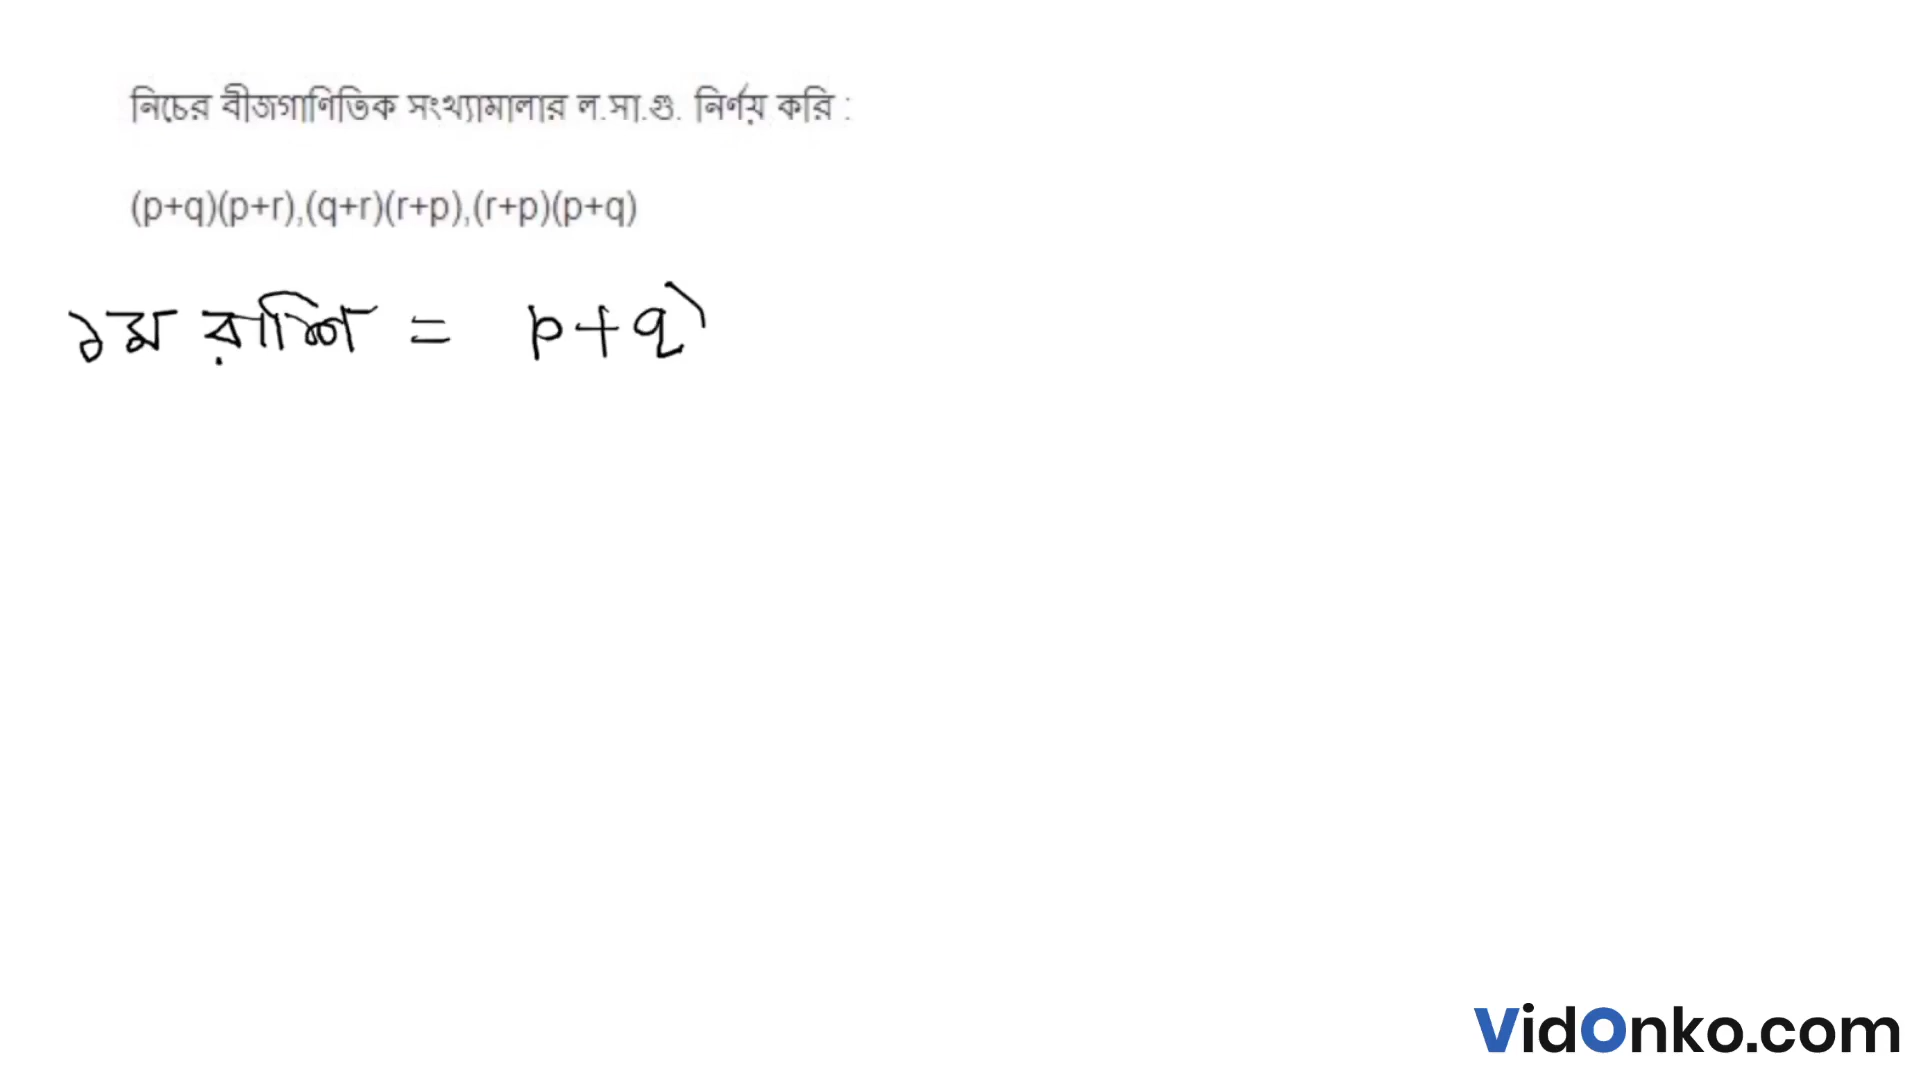 নিচের বীজগাণিতিক সংখ্যামালার ল.সা.গু. নির্ণয় করি :
(p+q)(p+r),(q+r)(r+p),(r+p)(p+q)
১ম রাশি = p+q)
VidOnko.com